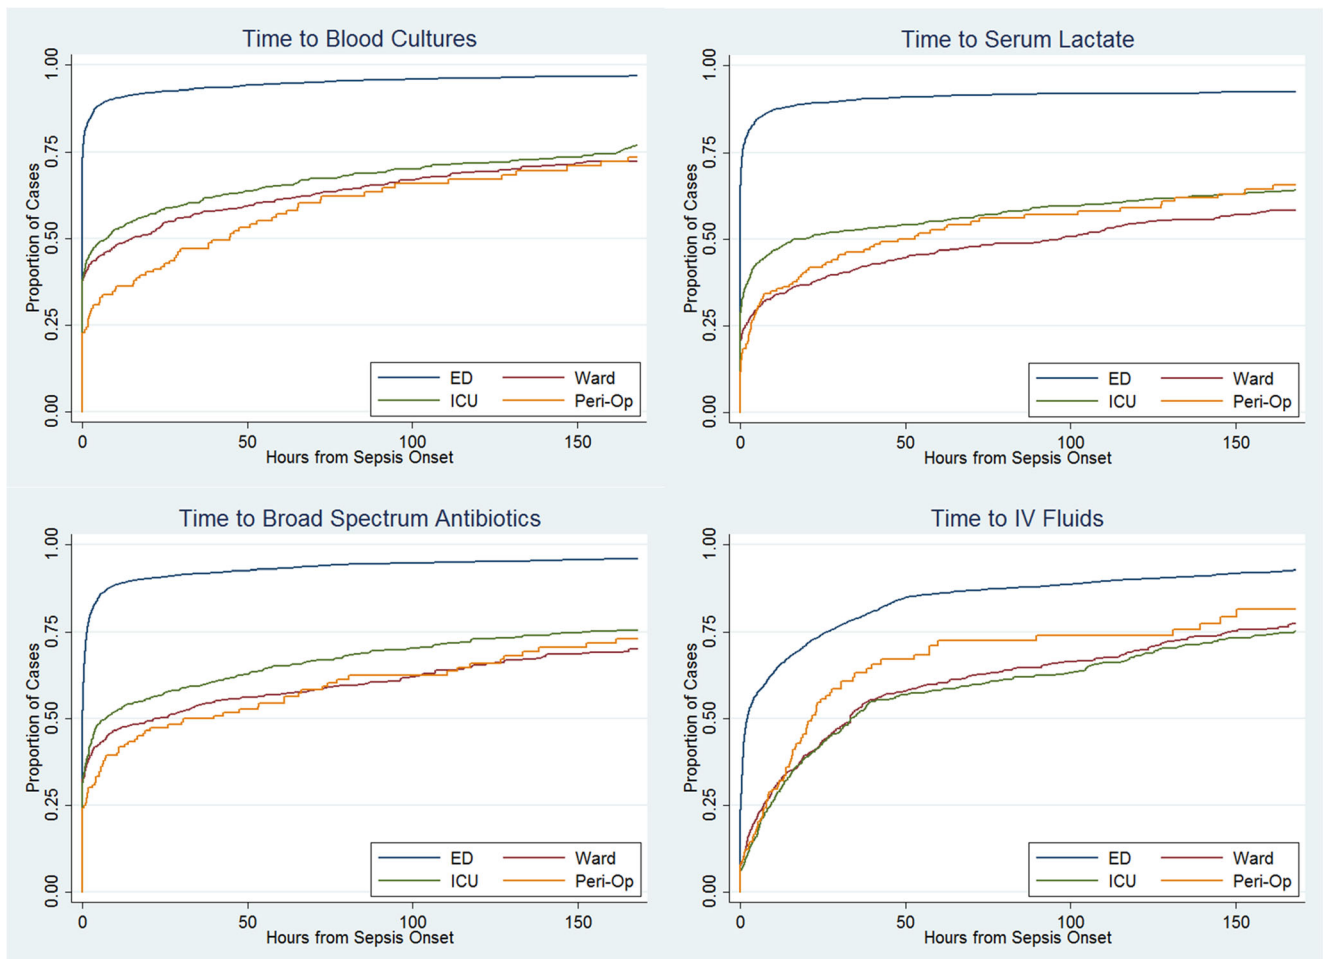 Time to Blood Cultures
Proportion of Cases
1.00
0.75
0.50
0.25
0.00
0 50 100 150
Hours from Sepsis Onset
ED Ward
ICU Peri-Op
Time to Serum Lactate
Proportion of Cases
1.00
0.75
0.50
0.25
0.00
0 50 100 150
Hours from Sepsis Onset
ED Ward
ICU Peri-Op
Time to Broad Spectrum Antibiotics
Proportion of Cases
1.00
0.75
0.50
0.25
0.00
0 50 100 150
Hours from Sepsis Onset
ED Ward
ICU Peri-Op
Time to IV Fluids
Proportion of Cases
1.00
0.75
0.50
0.25
0.00
0 50 100 150
Hours from Sepsis Onset
ED Ward
ICU Peri-Op